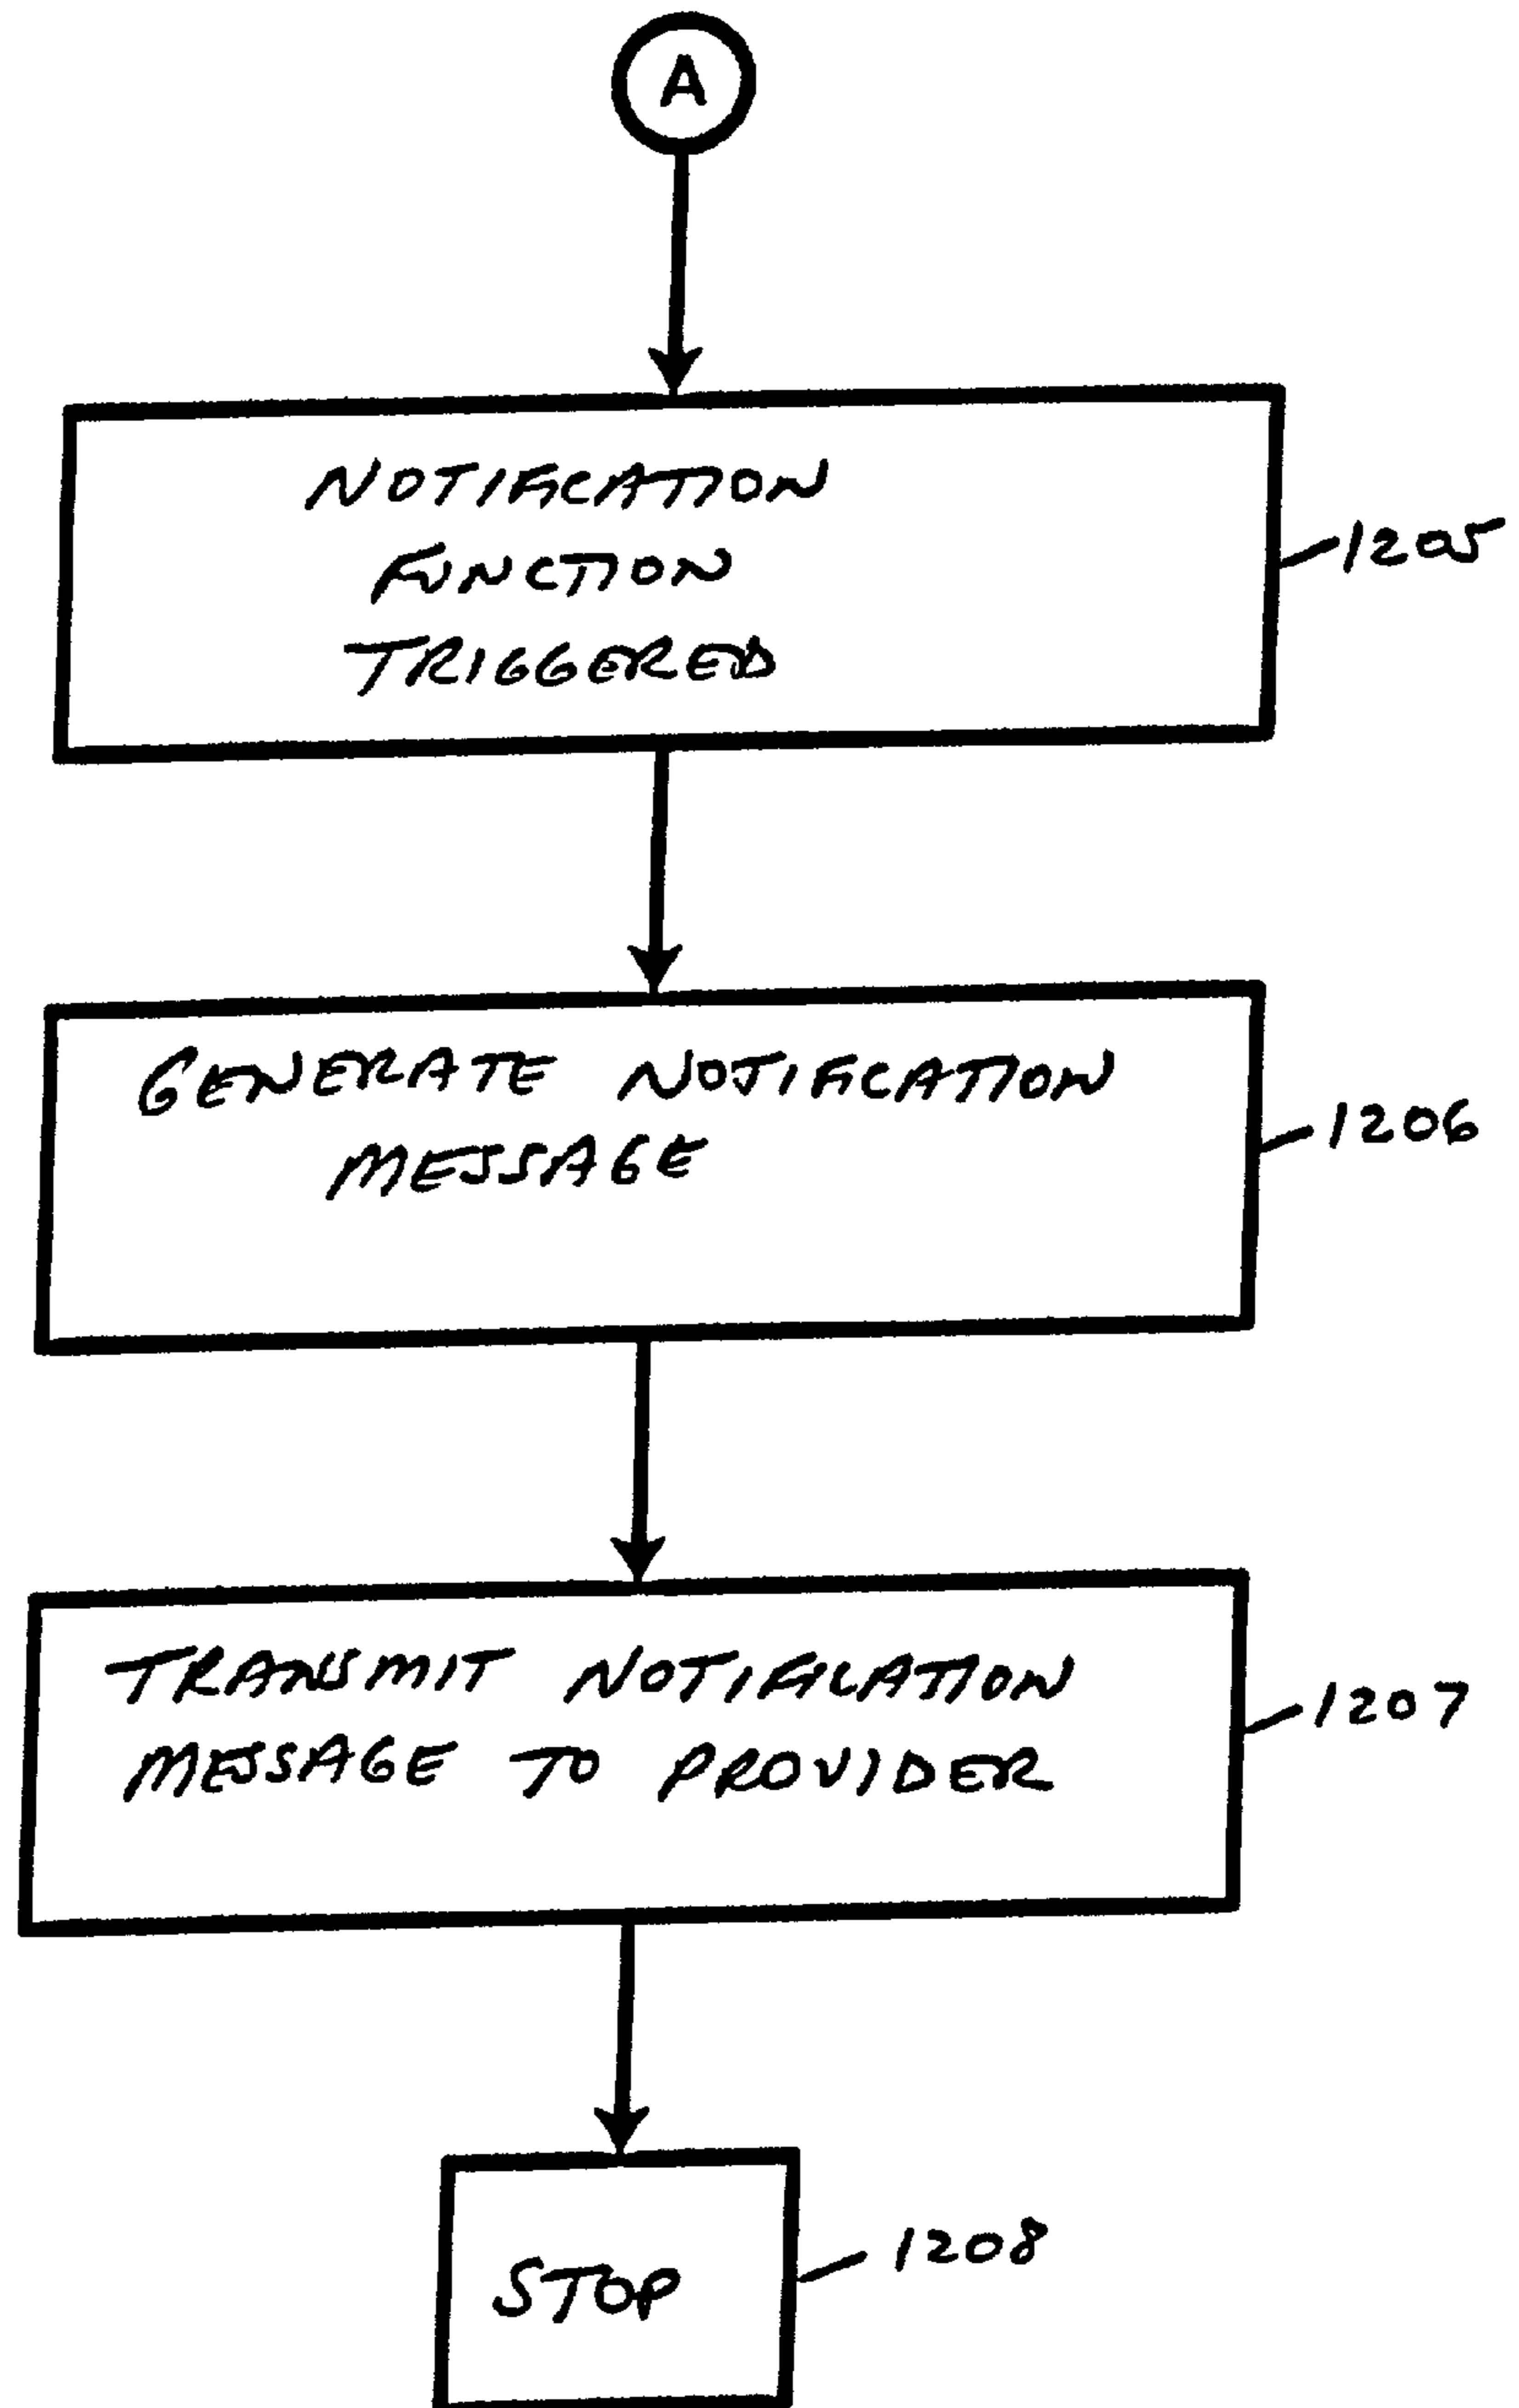 A
NOTIFICATION
FUNCTION
TRIGGERED
1205
GENERATE NOTIFICATION
MESSAGE
1206
TRANSMIT NOTIFICATION
MESSAGE TO PROVIDER
1207
STOP
1208